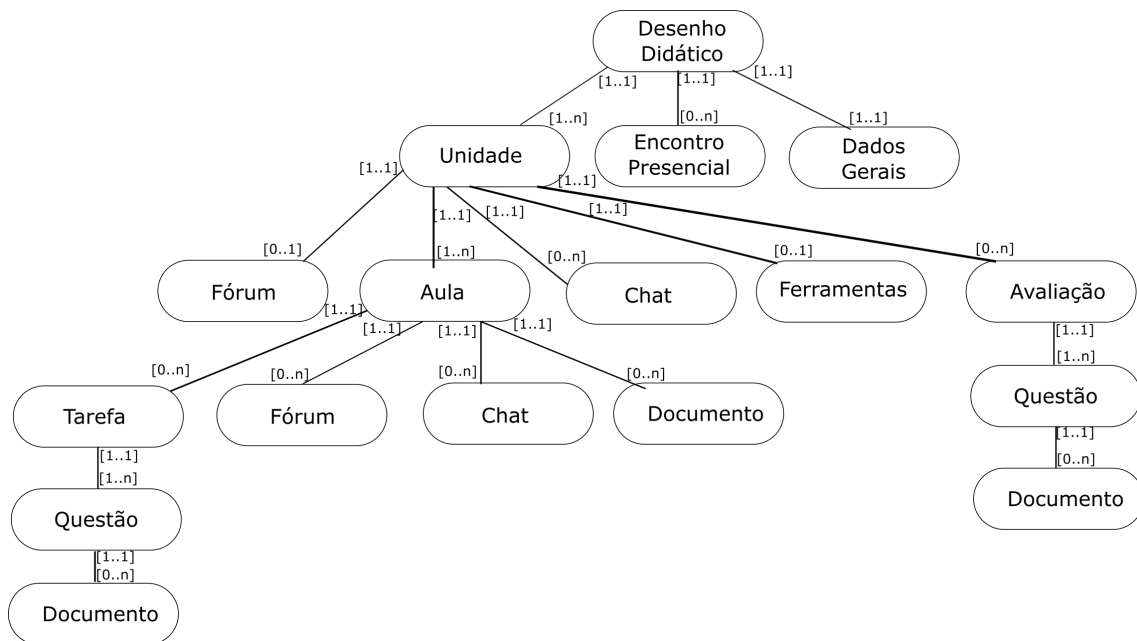 Desenho
Didático
[1..1]
[1..1]
[1..1]
[1..n]
[0..n]
[1..1]
Unidade
Encontro
Presencial
Dados
Gerais
[1..1]
[1..1]
[1..1]
[1..1]
[1..1]
[0..1]
[1..n]
[0..n]
[0..1]
[0..n]
Fórum
Aula
Chat
Ferramentas
Avaliação
[1..1]
[1..1]
[1..1]
[1..1]
[1..1]
[0..n]
[0..n]
[0..n]
[0..n]
[1..n]
Tarefa
Fórum
Chat
Documento
Questão
[1..1]
[1..1]
[1..n]
[0..n]
Questão
Documento
[1..1]
[0..n]
Documento